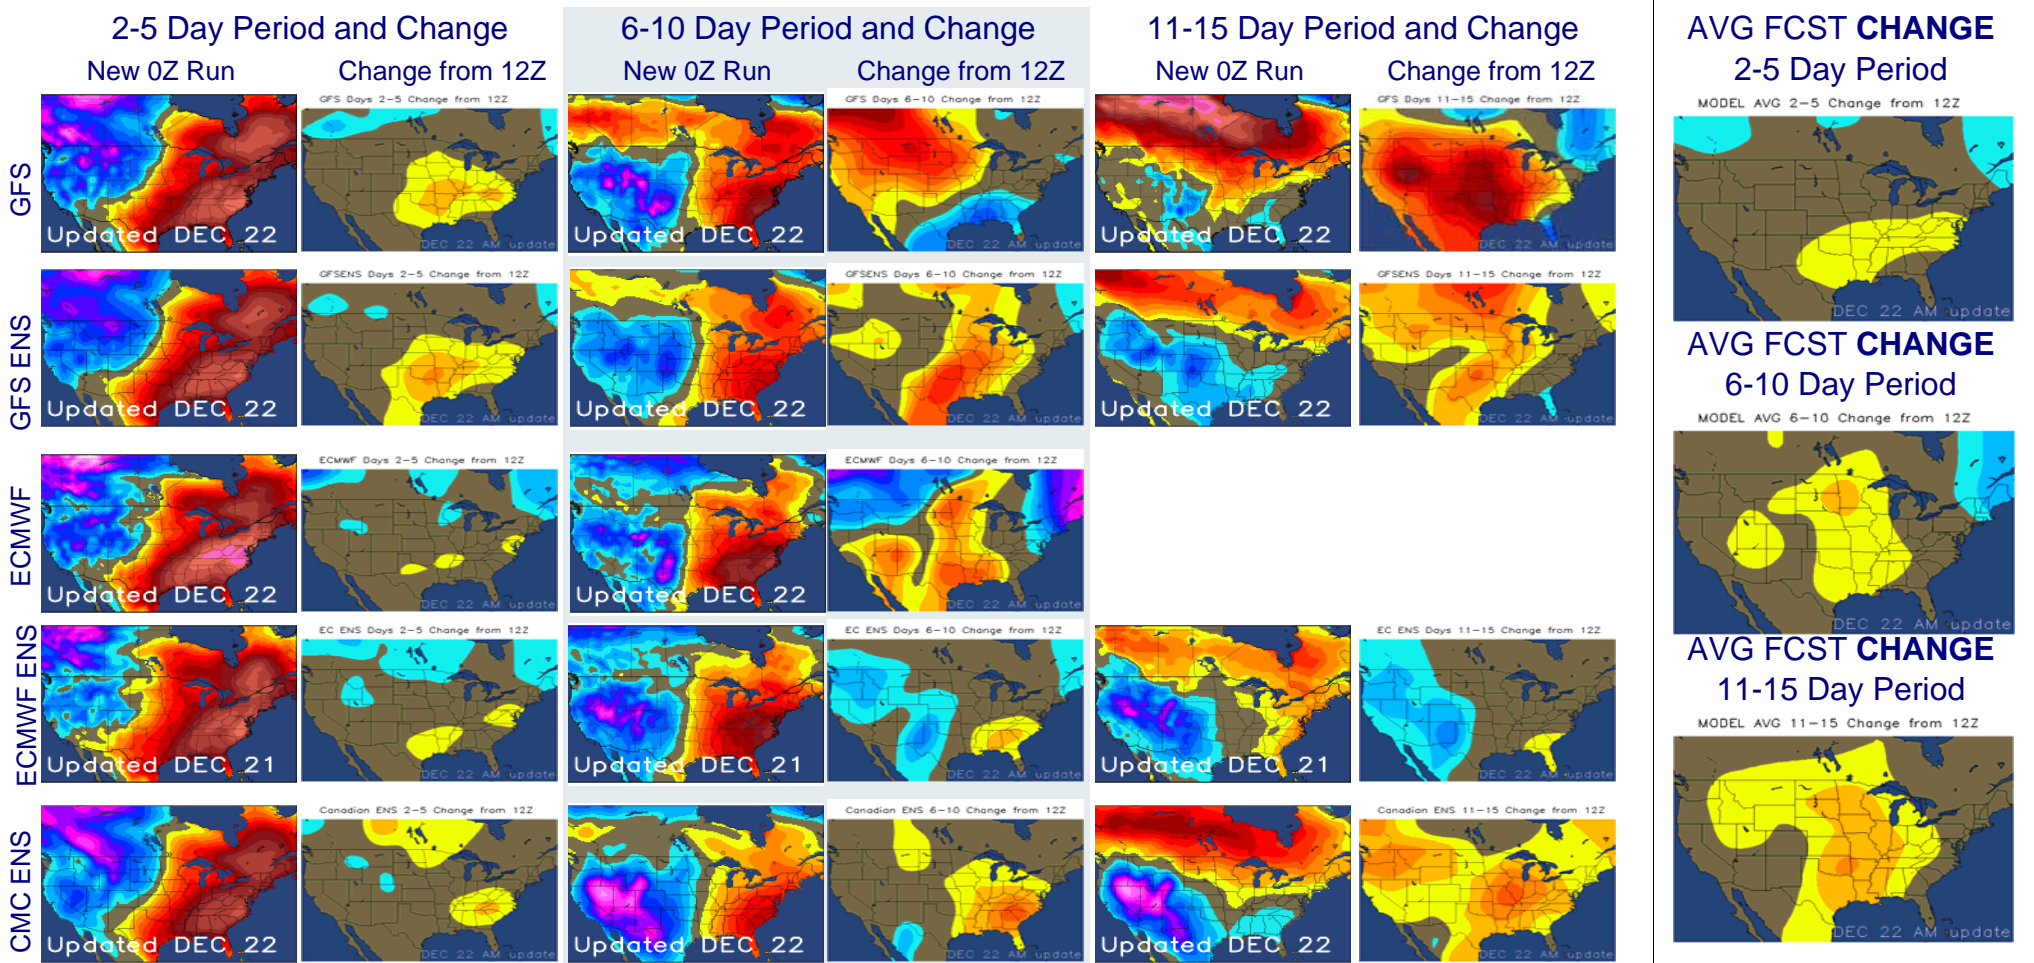 2-5 Day Period and Change
6-10 Day Period and Change
11-15 Day Period and Change
New 0Z Run
Change from 12Z
New 0Z Run
Change from 12Z
New 0Z Run
Change from 12Z
GFS
Updated DEC 22
GFS Days 2-5 Change from 12Z
DEC 22 AM update
Updated DEC 22
GFS Days 6-10 Change from 12Z
DEC 22 AM update
Updated DEC 22
GFS Days 11-15 Change from 12Z
DEC 22 AM update
GFS ENS
Updated DEC 22
GFSENS Days 2-5 Change from 12Z
DEC 22 AM update
Updated DEC 22
GFSENS Days 6-10 Change from 12Z
DEC 22 AM update
Updated DEC 22
GFSENS Days 11-15 Change from 12Z
DEC 22 AM update
ECMWF
Updated DEC 22
ECMWF Days 2-5 Change from 12Z
DEC 22 AM update
Updated DEC 22
ECMWF Days 6-10 Change from 12Z
DEC 22 AM update
ECMWF ENS
Updated DEC 21
EC ENS Days 2-5 Change from 12Z
DEC 22 AM update
Updated DEC 21
EC ENS Days 6-10 Change from 12Z
DEC 22 AM update
Updated DEC 21
EC ENS Days 11-15 Change from 12Z
DEC 22 AM update
CMC ENS
Updated DEC 22
Canadian ENS 2-5 Change from 12Z
DEC 22 AM update
Updated DEC 22
Canadian ENS 6-10 Change from 12Z
DEC 22 AM update
Updated DEC 22
Canadian ENS 11-15 Change from 12Z
DEC 22 AM update
AVG FCST CHANGE
2-5 Day Period
MODEL AVG 2-5 Change from 12Z
DEC 22 AM update
AVG FCST CHANGE
6-10 Day Period
MODEL AVG 6-10 Change from 12Z
DEC 22 AM update
AVG FCST CHANGE
11-15 Day Period
MODEL AVG 11-15 Change from 12Z
DEC 22 AM update